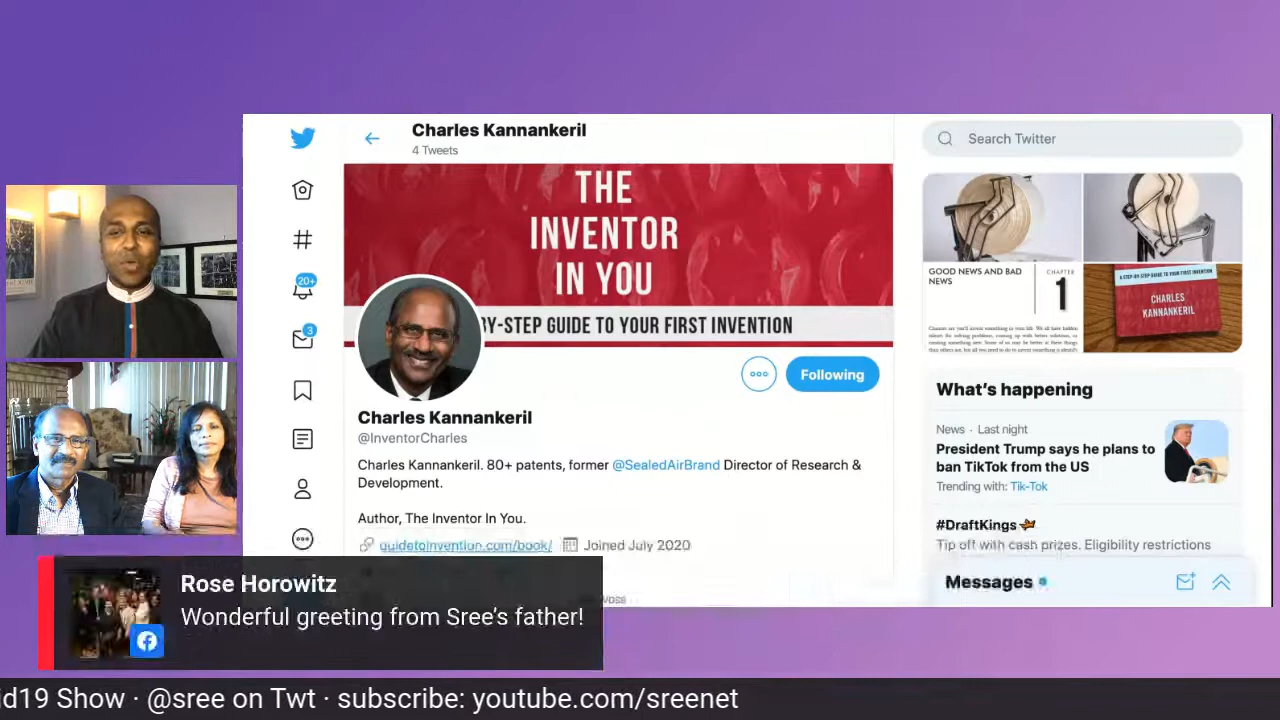 Charles Kannankeril
4 Tweets
Search Twitter
THE
INVENTOR
IN YOU
BY-STEP GUIDE TO YOUR FIRST INVENTION
20+
3
Following
Charles Kannankeril
@InventorCharles
Charles Kannankeril. 80+ patents, former @SealedAirBrand Director of Research &
Development.
Author, The Inventor In You.
guidetoinvention.com/book/ Joined July 2020
GOOD NEWS AND BAD
NEWS
CHAPTER
1
A STEP-BY-STEP GUIDE TO YOUR FIRST INVENTION
CHARLES
KANNANKERIL
What's happening
News · Last night
President Trump says he plans to
ban TikTok from the US
Trending with: Tik-Tok
#DraftKings
Tip off with cash prizes. Eligibility restrictions
Messages
Rose Horowitz
Wonderful greeting from Sree's father!
id19 Show · @sree on Twt · subscribe: youtube.com/sreenet